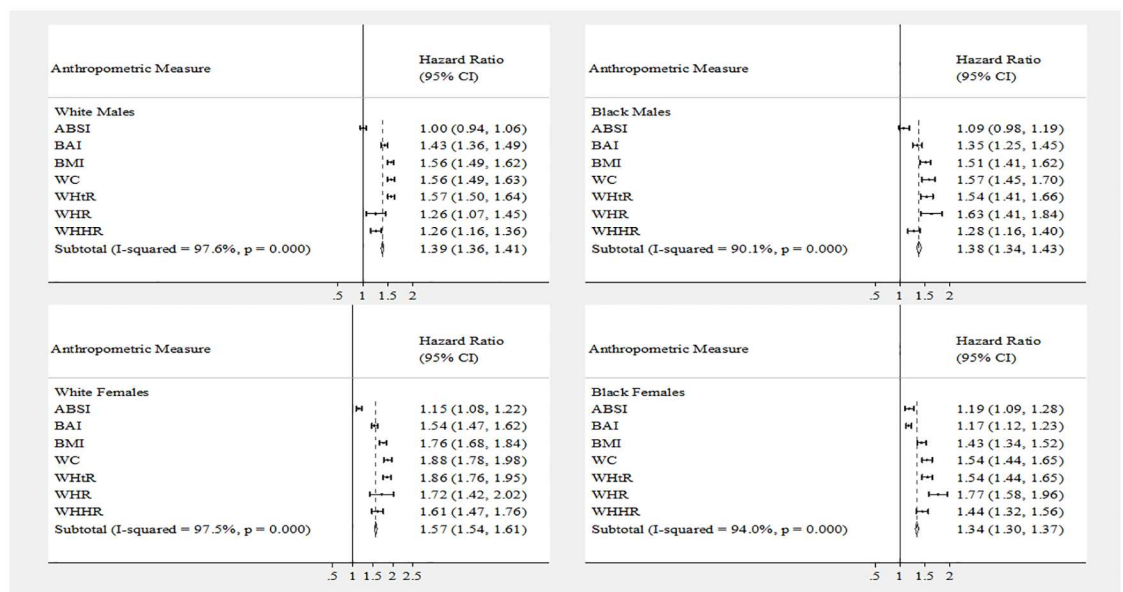 Anthropometric Measure
Hazard Ratio
(95% CI)
White Males
ABSI 1.00 (0.94, 1.06)
BAI 1.43 (1.36, 1.49)
BMI 1.56 (1.49, 1.62)
WC 1.56 (1.49, 1.63)
WHtR 1.57 (1.50, 1.64)
WHR 1.26 (1.07, 1.45)
WHHR 1.26 (1.16, 1.36)
Subtotal (I-squared = 97.6%, p = 0.000) 1.39 (1.36, 1.41)
.5 1 1.5 2
Anthropometric Measure
Hazard Ratio
(95% CI)
Black Males
ABSI 1.09 (0.98, 1.19)
BAI 1.35 (1.25, 1.45)
BMI 1.51 (1.41, 1.62)
WC 1.57 (1.45, 1.70)
WHtR 1.54 (1.41, 1.66)
WHR 1.63 (1.41, 1.84)
WHHR 1.28 (1.16, 1.40)
Subtotal (I-squared = 90.1%, p = 0.000) 1.38 (1.34, 1.43)
.5 1 1.5 2
Anthropometric Measure
Hazard Ratio
(95% CI)
White Females
ABSI 1.15 (1.08, 1.22)
BAI 1.54 (1.47, 1.62)
BMI 1.76 (1.68, 1.84)
WC 1.88 (1.78, 1.98)
WHtR 1.86 (1.76, 1.95)
WHR 1.72 (1.42, 2.02)
WHHR 1.61 (1.47, 1.76)
Subtotal (I-squared = 97.5%, p = 0.000) 1.57 (1.54, 1.61)
.5 1 1.5 2 2.5
Anthropometric Measure
Hazard Ratio
(95% CI)
Black Females
ABSI 1.19 (1.09, 1.28)
BAI 1.17 (1.12, 1.23)
BMI 1.43 (1.34, 1.52)
WC 1.54 (1.44, 1.65)
WHtR 1.54 (1.44, 1.65)
WHR 1.77 (1.58, 1.96)
WHHR 1.44 (1.32, 1.56)
Subtotal (I-squared = 94.0%, p = 0.000) 1.34 (1.30, 1.37)
.5 1 1.5 2